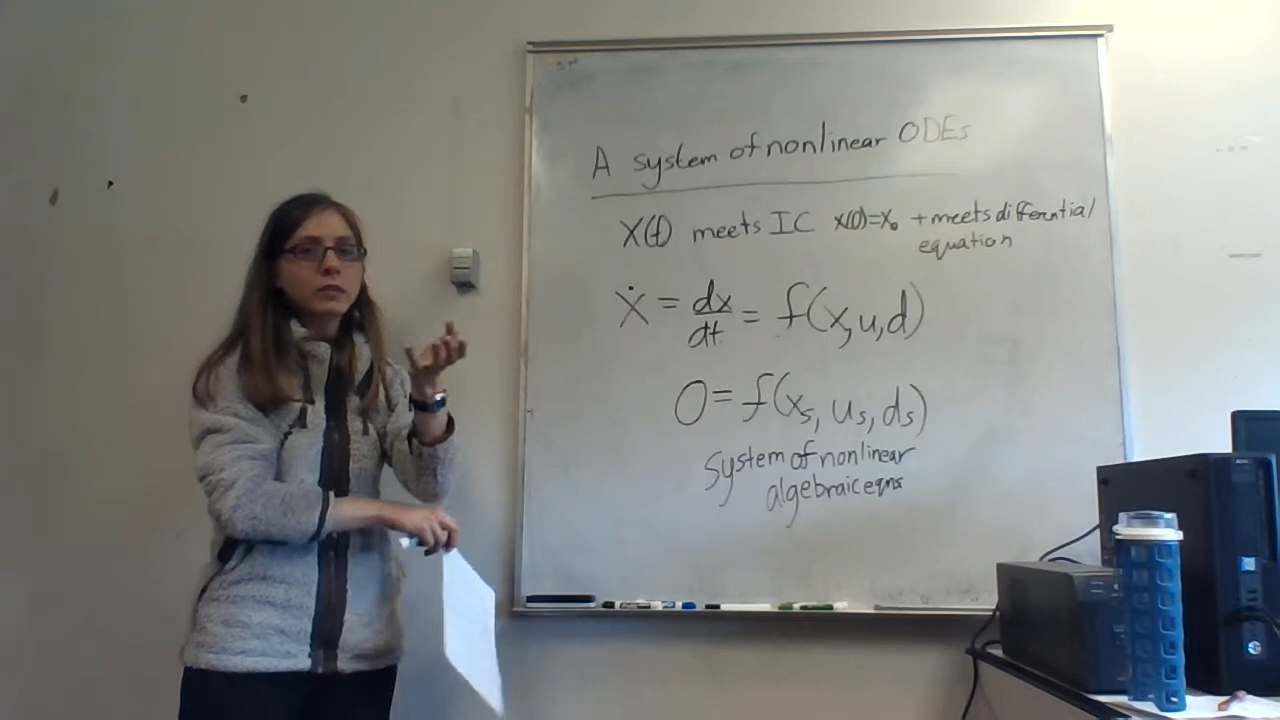 A system of nonlinear ODEs
X(t) meets IC x(0)=x₀ + meets differential
equation
ẋ = dx/dt = f(x,u,d)
0 = f(xₛ, uₛ, dₛ)
system of nonlinear
algebraic eqns